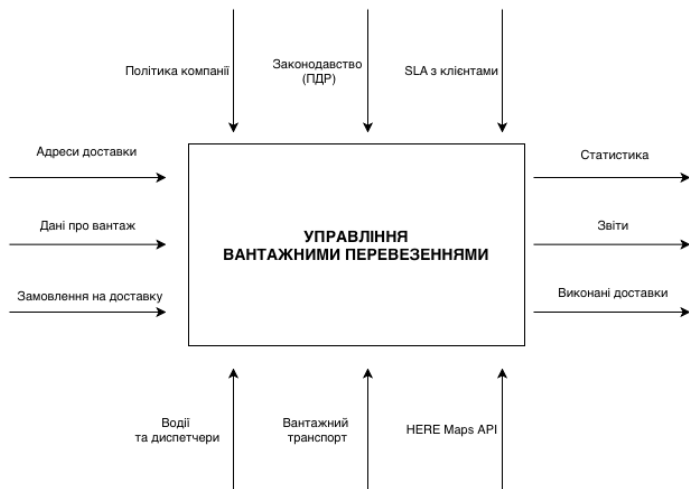 Політика компанії
Законодавство
(ПДР)
SLA з клієнтами
Адреси доставки
Дані про вантаж
Замовлення на доставку
УПРАВЛІННЯ
ВАНТАЖНИМИ ПЕРЕВЕЗЕННЯМИ
Статистика
Звіти
Виконані доставки
Водії
та диспетчери
Вантажний
транспорт
HERE Maps API